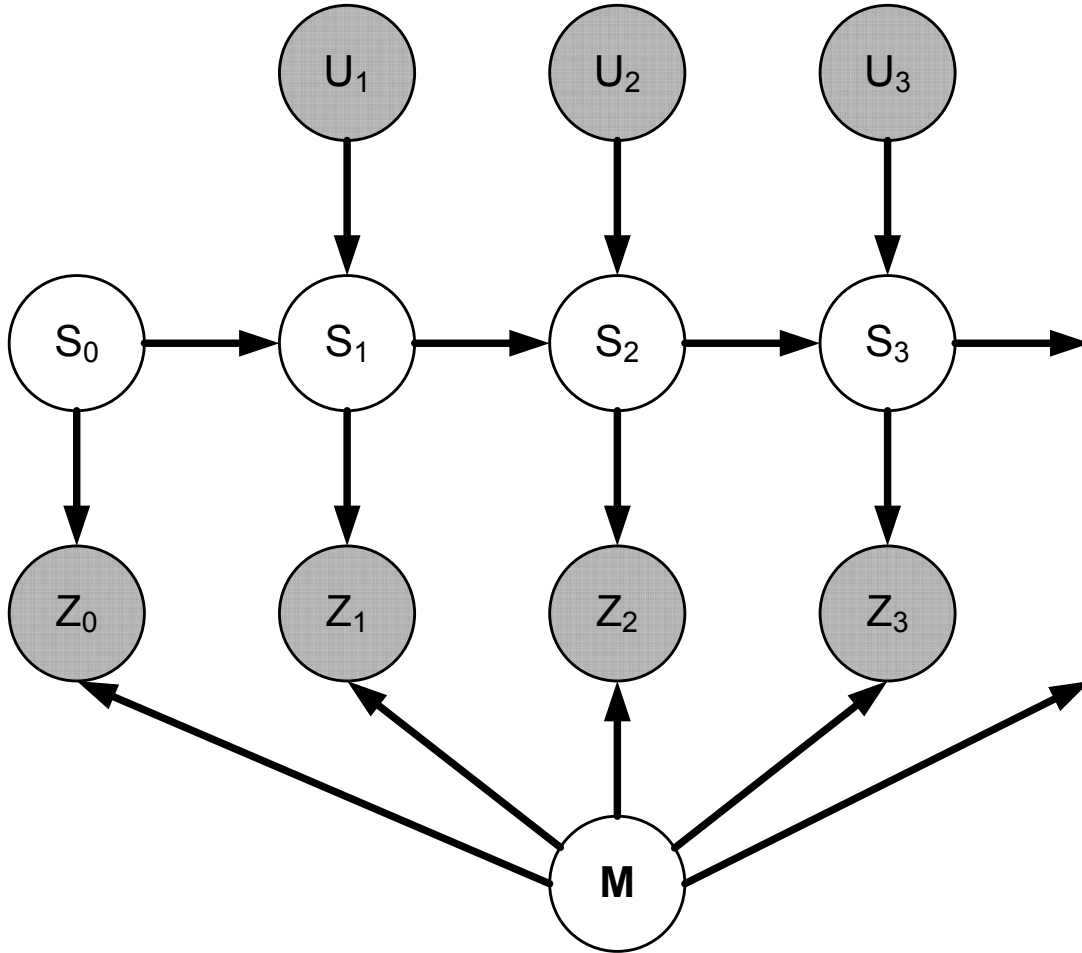 U₁ U₂ U₃
S₀ S₁ S₂ S₃
Z₀ Z₁ Z₂ Z₃
M